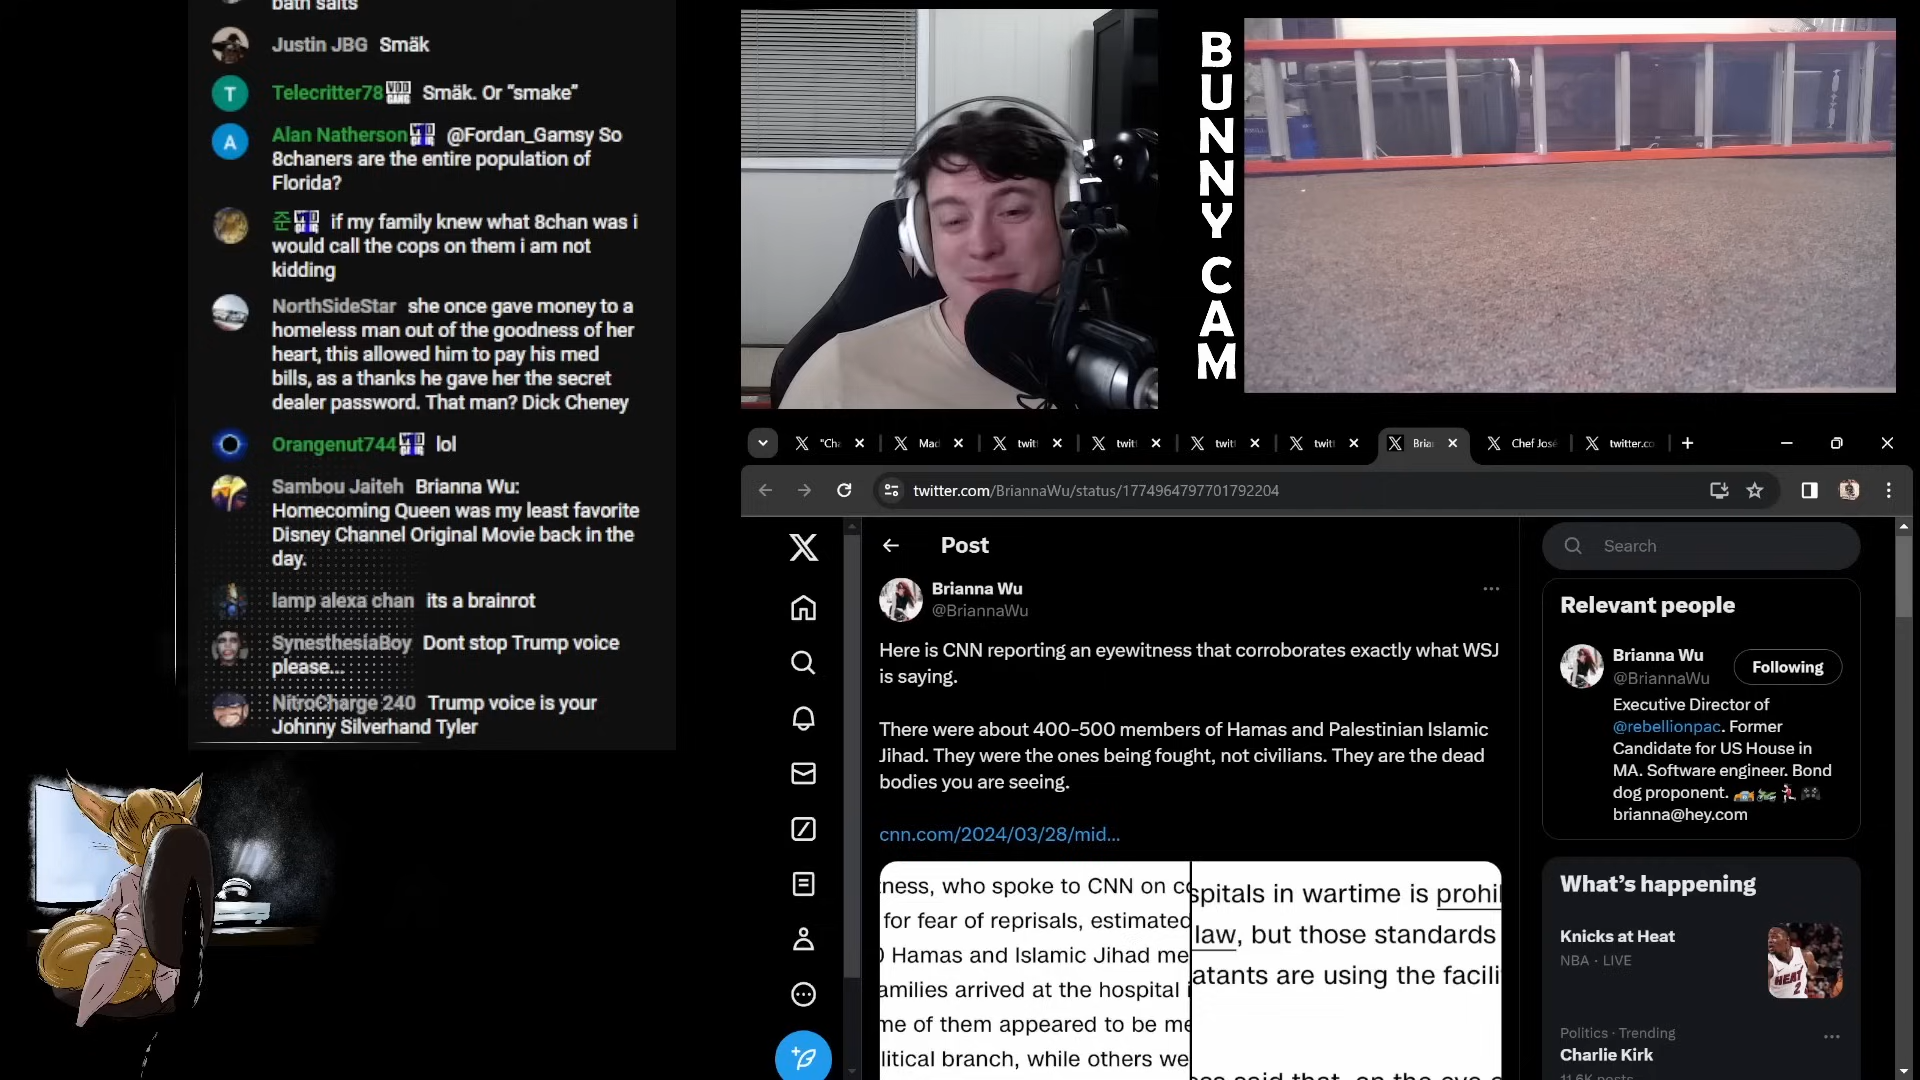 bath salts
Justin JBG Smäk
T Telecritter78 Smäk. Or “smake”
A Alan Natherson @Fordan_Gamsy So
8chaners are the entire population of
Florida?
준 if my family knew what 8chan was i
would call the cops on them i am not
kidding
NorthSideStar she once gave money to a
homeless man out of the goodness of her
heart, this allowed him to pay his med
bills, as a thanks he gave her the secret
dealer password. That man? Dick Cheney
Orangenut744 lol
Sambou Jaiteh Brianna Wu:
Homecoming Queen was my least favorite
Disney Channel Original Movie back in the
day.
lamp alexa chan its a brainrot
SynesthesiaBoy Dont stop Trump voice
please...
NitroCharge 240 Trump voice is your
Johnny Silverhand Tyler
BUNNY CAM
"Cha Mad twitt twitt twitt twitt Bria Chef José twitter.co
twitter.com/BriannaWu/status/1774964797701792204
Post
Brianna Wu
@BriannaWu
Here is CNN reporting an eyewitness that corroborates exactly what WSJ
is saying.
There were about 400-500 members of Hamas and Palestinian Islamic
Jihad. They were the ones being fought, not civilians. They are the dead
bodies you are seeing.
cnn.com/2024/03/28/mid...
ness, who spoke to CNN on
for fear of reprisals, estimated
Hamas and Islamic Jihad me
amilies arrived at the hospital
me of them appeared to be me
litical branch, while others we
spitals in wartime is prohi
law, but those standards
atants are using the facili
Search
Relevant people
Brianna Wu
@BriannaWu
Following
Executive Director of
@rebellionpac. Former
Candidate for US House in
MA. Software engineer. Bond
dog proponent.
brianna@hey.com
What’s happening
Knicks at Heat
NBA · LIVE
HEAT
2
Politics · Trending
Charlie Kirk